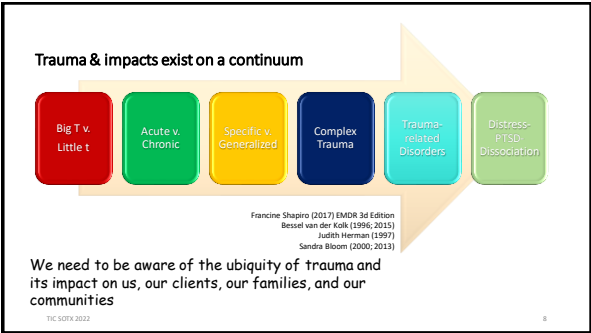 Trauma & impacts exist on a continuum
Big T v.
Little t
Acute v.
Chronic
Specific v.
Generalized
Complex
Trauma
Trauma-
related
Disorders
Distress-
PTSD-
Dissociation
Francine Shapiro (2017) EMDR 3d Edition
Bessel van der Kolk (1996; 2015)
Judith Herman (1997)
Sandra Bloom (2000; 2013)
We need to be aware of the ubiquity of trauma and
its impact on us, our clients, our families, and our
communities
TIC SOTX 2022
8